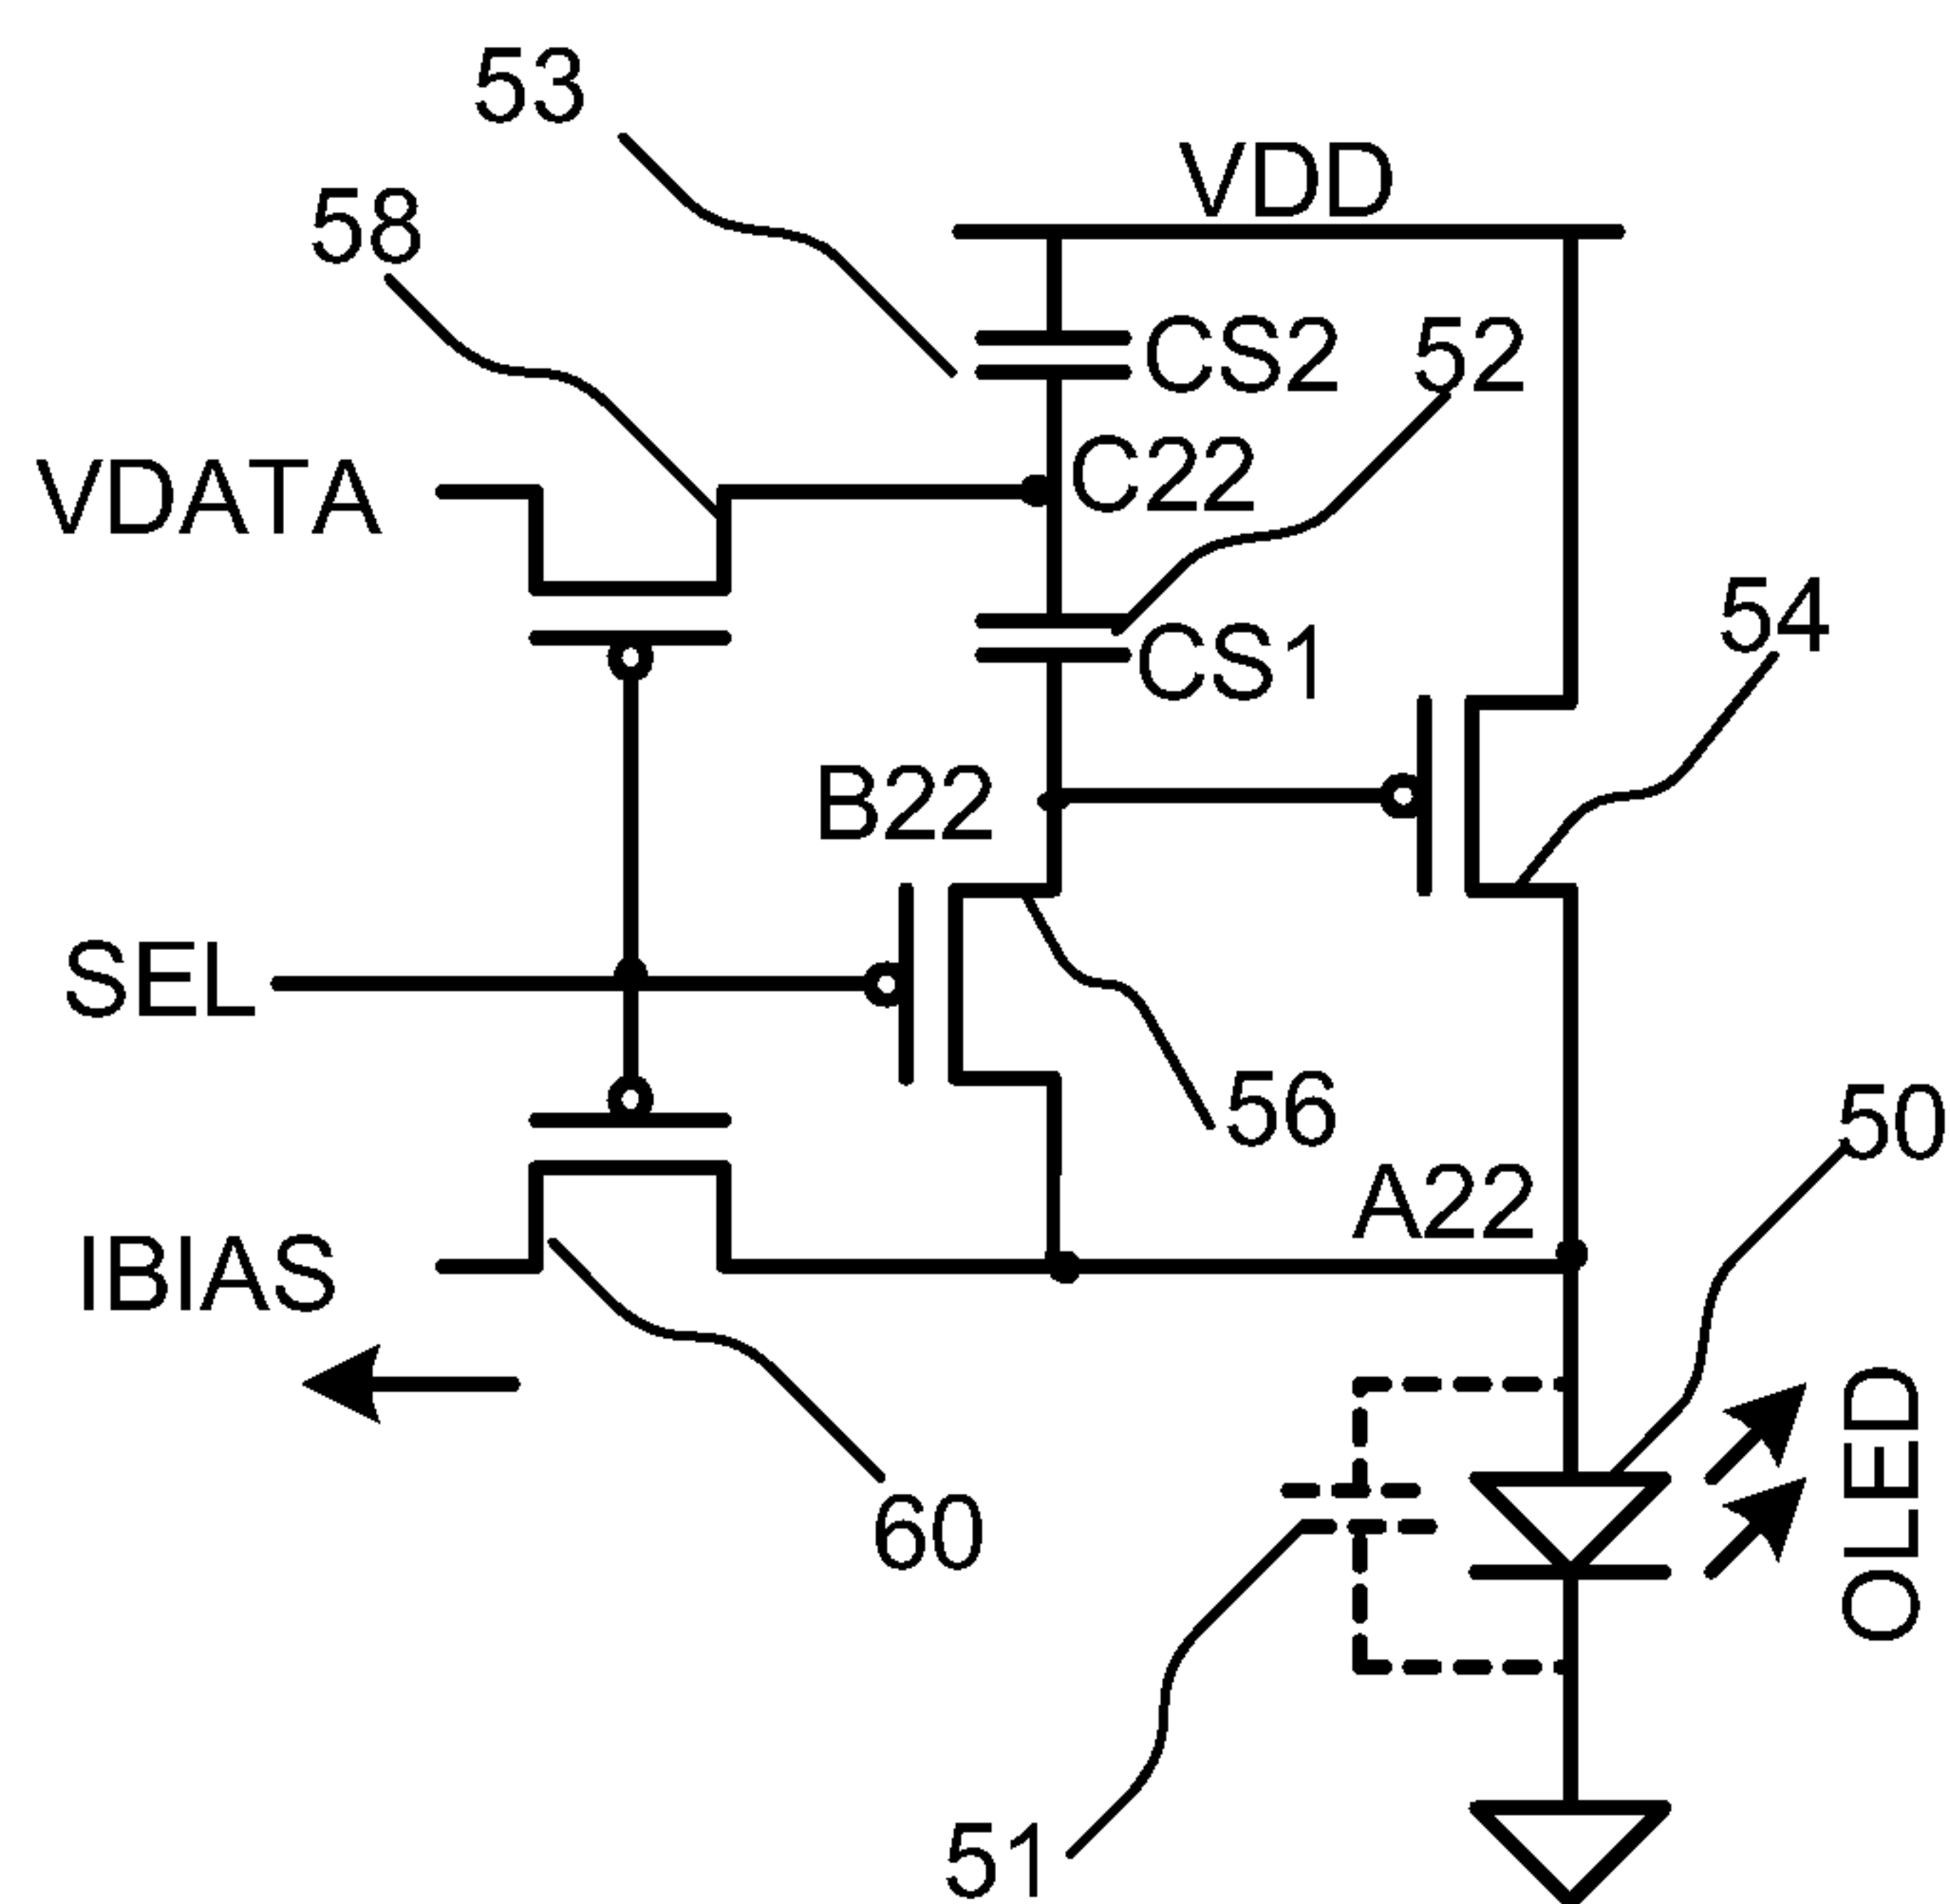 53
VDD
58
CS2
52
C22
VDATA
54
CS1
B22
SEL
56
50
A22
IBIAS
OLED
60
51